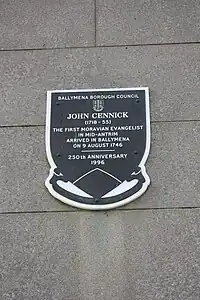 BALLYMENA BOROUGH COUNCIL
JOHN CENNICK
(1718 - 55)
THE FIRST MORAVIAN EVANGELIST
IN MID-ANTRIM
ARRIVED IN BALLYMENA
ON 9 AUGUST 1746
250th ANNIVERSARY
1996